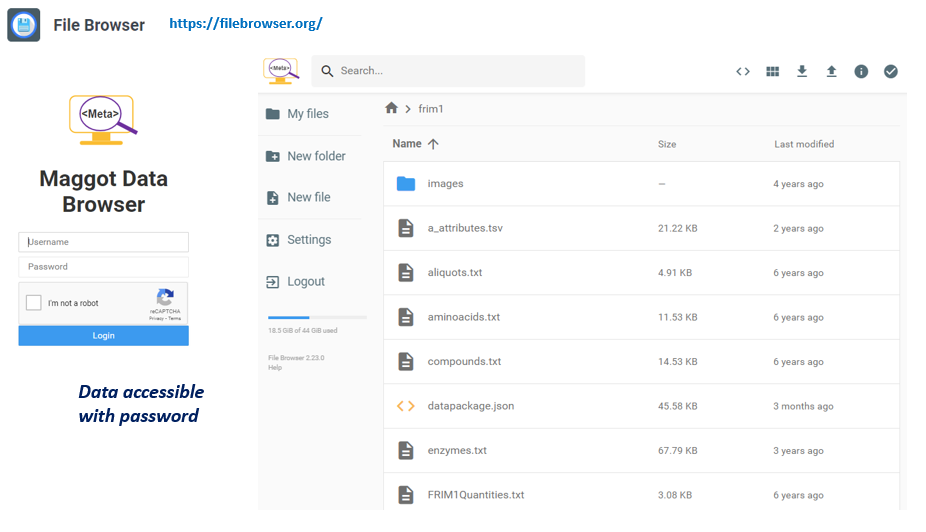 File Browser
https://filebrowser.org/
<Meta>
Maggot Data
Browser
Username
Password
I'm not a robot
reCAPTCHA
Privacy - Terms
Login
Data accessible
with password
<Meta>
Search...
My files
New folder
New file
Settings
Logout
18.5 GiB of 44 GiB used
File Browser 2.23.0
Help
frim1
Name Size Last modified
images — 4 years ago
a_attributes.tsv 21.22 KB 2 years ago
aliquots.txt 4.91 KB 6 years ago
aminoacids.txt 11.53 KB 6 years ago
compounds.txt 14.53 KB 6 years ago
datapackage.json 45.58 KB 3 months ago
enzymes.txt 67.79 KB 3 years ago
FRIM1Quantities.txt 3.08 KB 6 years ago